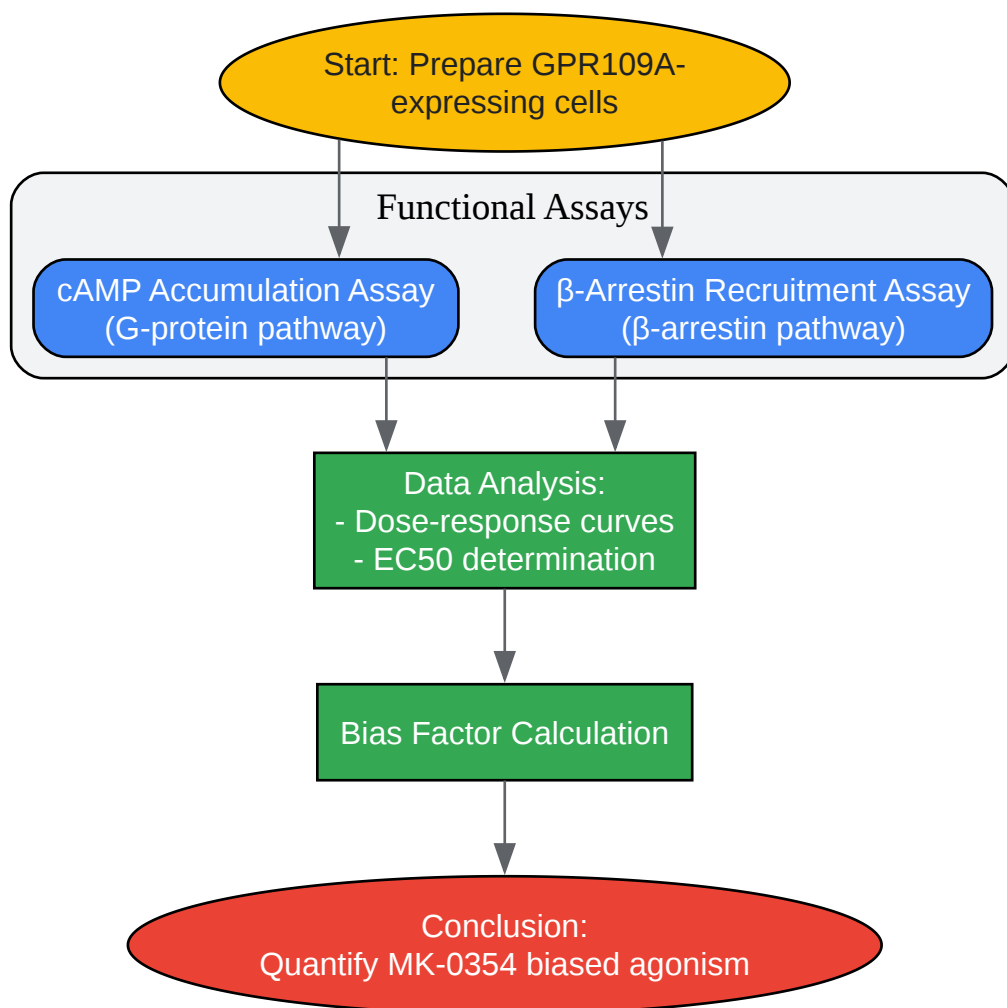 Start: Prepare GPR109A-
expressing cells
Functional Assays
cAMP Accumulation Assay
(G-protein pathway)
β-Arrestin Recruitment Assay
(β-arrestin pathway)
Data Analysis:
- Dose-response curves
- EC50 determination
Bias Factor Calculation
Conclusion:
Quantify MK-0354 biased agonism